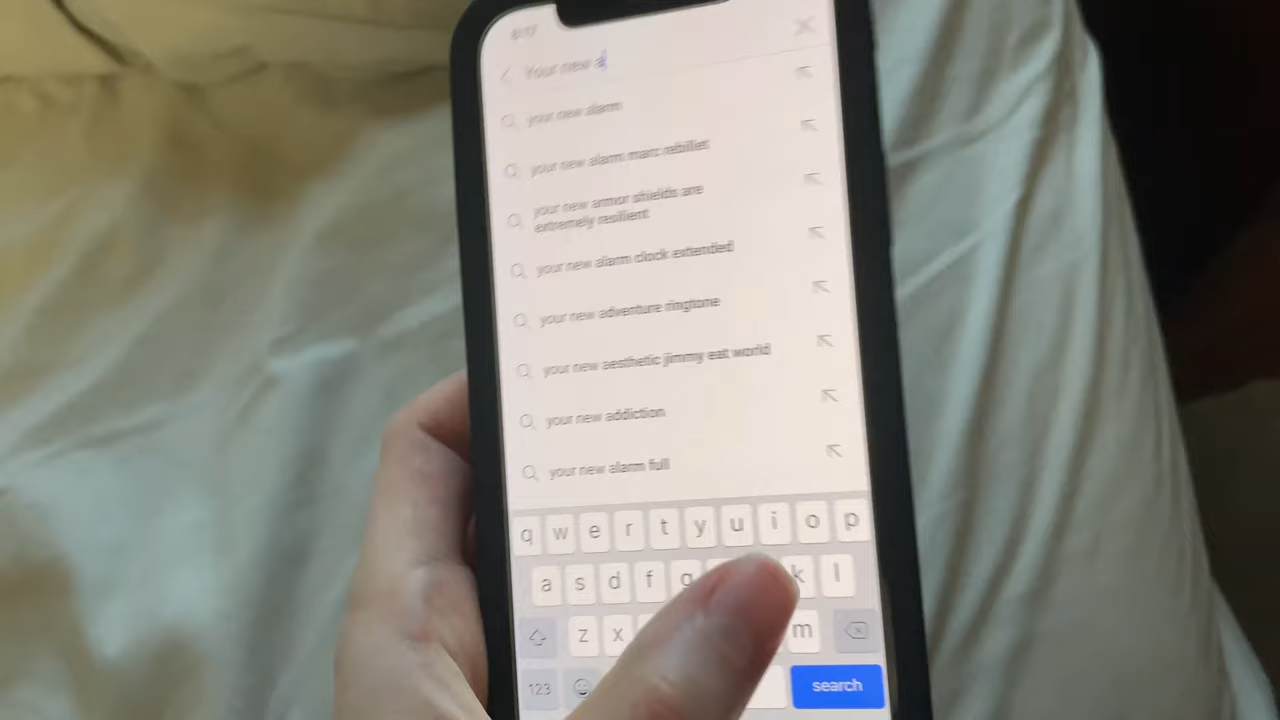 8:17
Your new a
your new alarm
your new alarm marc rebillet
your new armor shields are
extremely resilient
your new alarm clock extended
your new adventure ringtone
your new aesthetic jimmy eat world
your new addiction
your new alarm full
q w e r t y u i o p
a s d f g k l
z x m
123 search